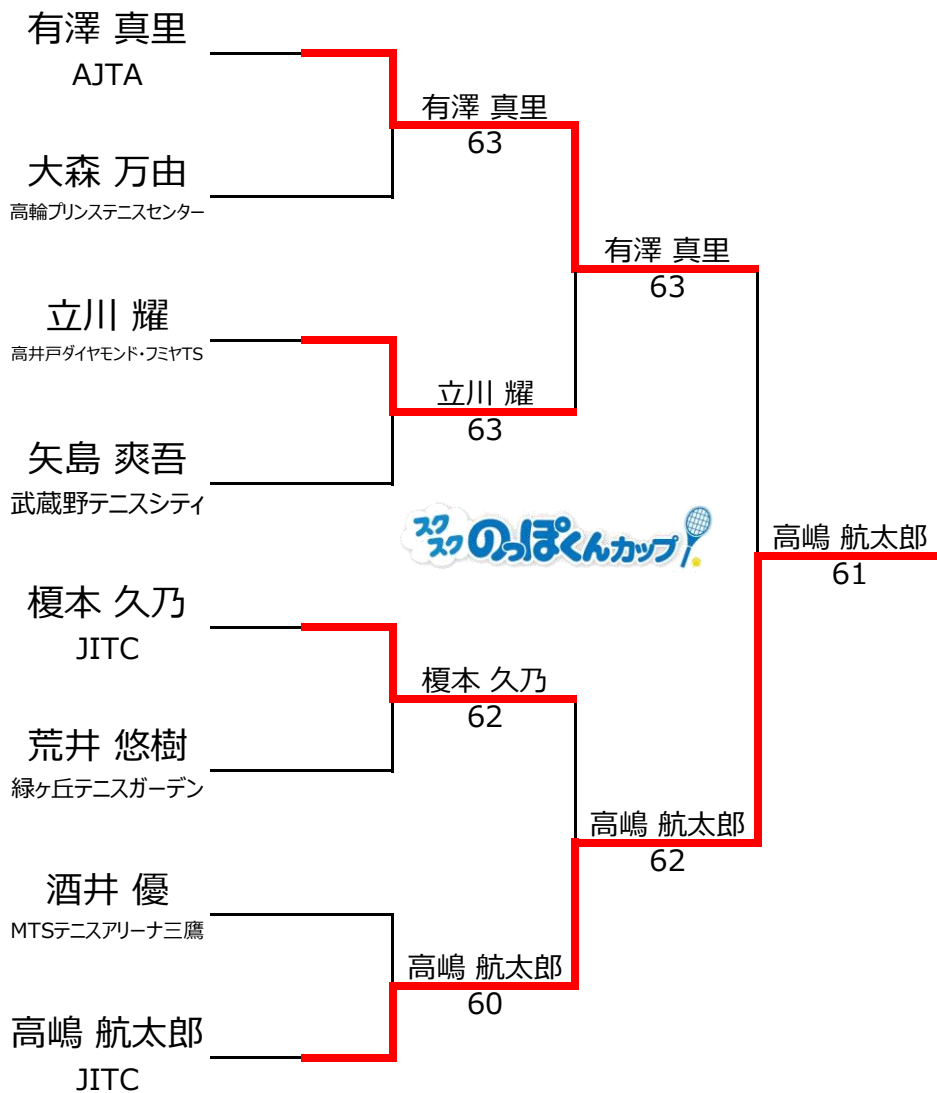 有澤 真里
AJTA
大森 万由
高輪プリンステニスセンター
立川 耀
高井戸ダイヤモンド・フミヤTS
矢島 爽吾
武蔵野テニスシティ
榎本 久乃
JITC
荒井 悠樹
緑ヶ丘テニスガーデン
酒井 優
MTSテニスアリーナ三鷹
高嶋 航太郎
JITC
有澤 真里
63
立川 耀
63
榎本 久乃
62
高嶋 航太郎
60
有澤 真里
63
高嶋 航太郎
62
高嶋 航太郎
61
スク
スク
のっぽくんカップ